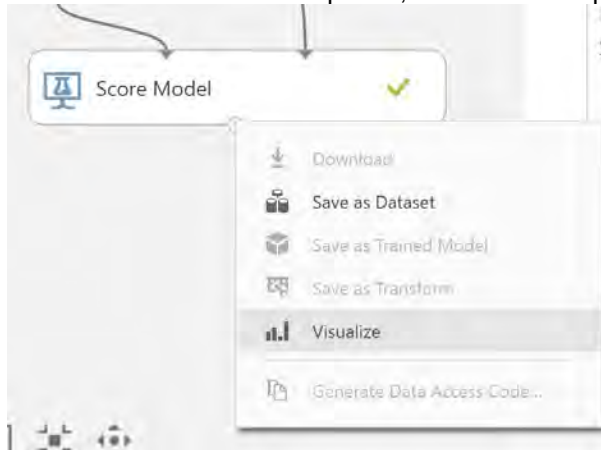 Score Model
Download
Save as Dataset
Save as Trained Model
Save as Transform
Visualize
Generate Data Access Code...